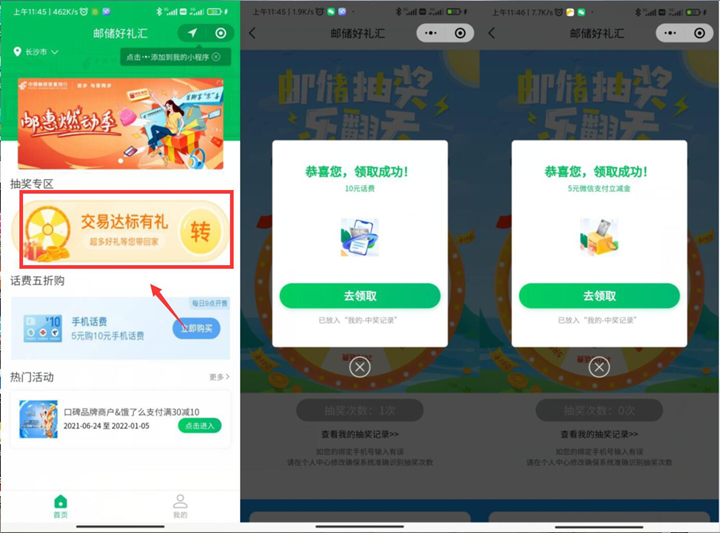 上午11:45 | 462K/s
邮储好礼汇
长沙市
点击···添加到我的小程序
中国邮政储蓄银行
邮惠燃动季
抽奖专区
交易达标有礼
超多好礼等您带回家
转
话费五折购
每日9点开售
¥10
手机话费
5元购10元手机话费
立即购买
热门活动
更多>
口碑品牌商户&饿了么支付满30减10
2021-06-24 至 2022-01-05
点击进入
首页
我的
上午11:45 | 1.9K/s
邮储好礼汇
邮储抽奖
乐翻天
恭喜您，领取成功！
10元话费
去领取
已放入“我的-中奖记录”
抽奖次数：1次
查看我的抽奖记录>>
如您的绑定手机号输入有误
请在个人中心修改确保系统准确识别抽奖次数
上午11:46 | 7.7K/s
邮储好礼汇
邮储抽奖
乐翻天
恭喜您，领取成功！
5元微信支付立减金
去领取
已放入“我的-中奖记录”
抽奖次数：0次
查看我的抽奖记录>>
如您的绑定手机号输入有误
请在个人中心修改确保系统准确识别抽奖次数